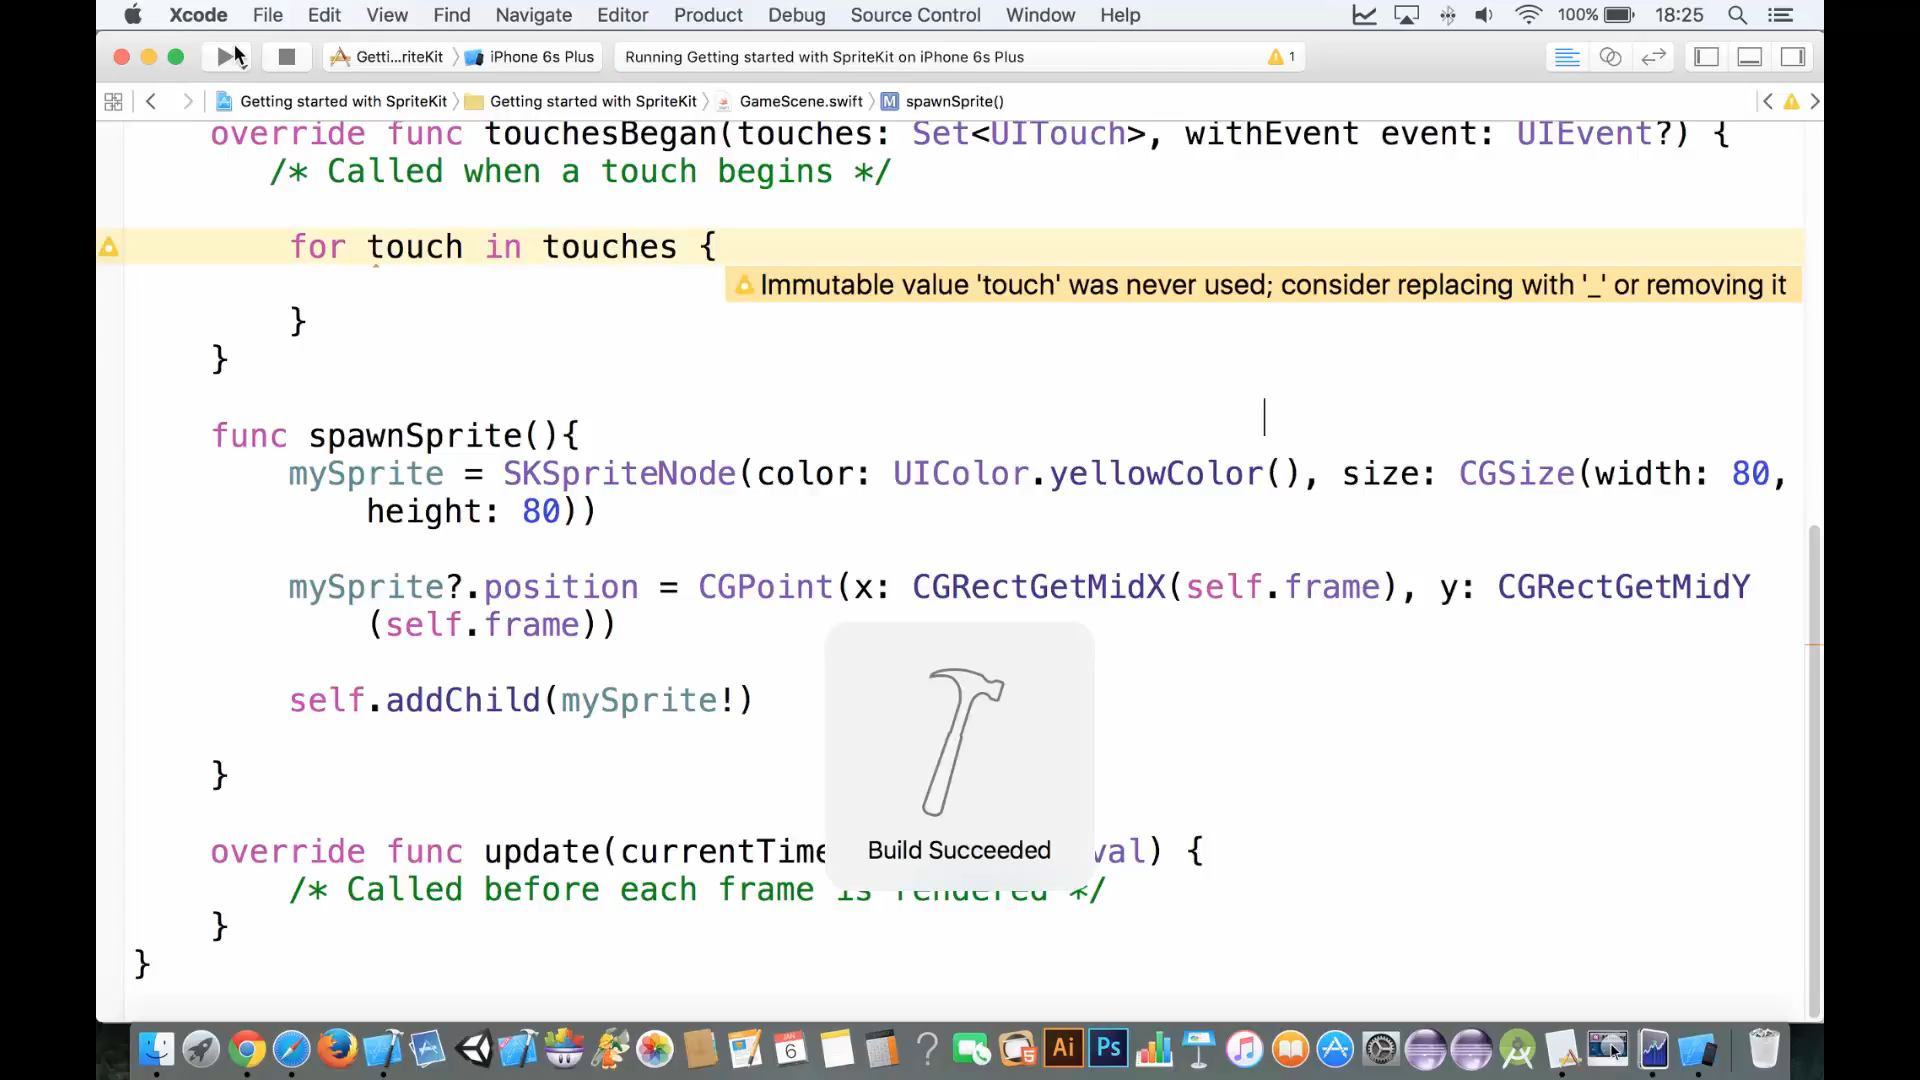 Xcode File Edit View Find Navigate Editor Product Debug Source Control Window Help 100% 18:25
Getti...riteKit iPhone 6s Plus Running Getting started with SpriteKit on iPhone 6s Plus 1
Getting started with SpriteKit Getting started with SpriteKit GameScene.swift M spawnSprite()
override func touchesBegan(touches: Set<UITouch>, withEvent event: UIEvent?) {
/* Called when a touch begins */
for touch in touches {
Immutable value 'touch' was never used; consider replacing with '_' or removing it
}
}
func spawnSprite(){
mySprite = SKSpriteNode(color: UIColor.yellowColor(), size: CGSize(width: 80,
height: 80))
mySprite?.position = CGPoint(x: CGRectGetMidX(self.frame), y: CGRectGetMidY
(self.frame))
self.addChild(mySprite!)
}
Build Succeeded
override func update(currentTime val) {
/* Called before each frame is rendered */
}
}
JAN
6
?
Ai
Ps